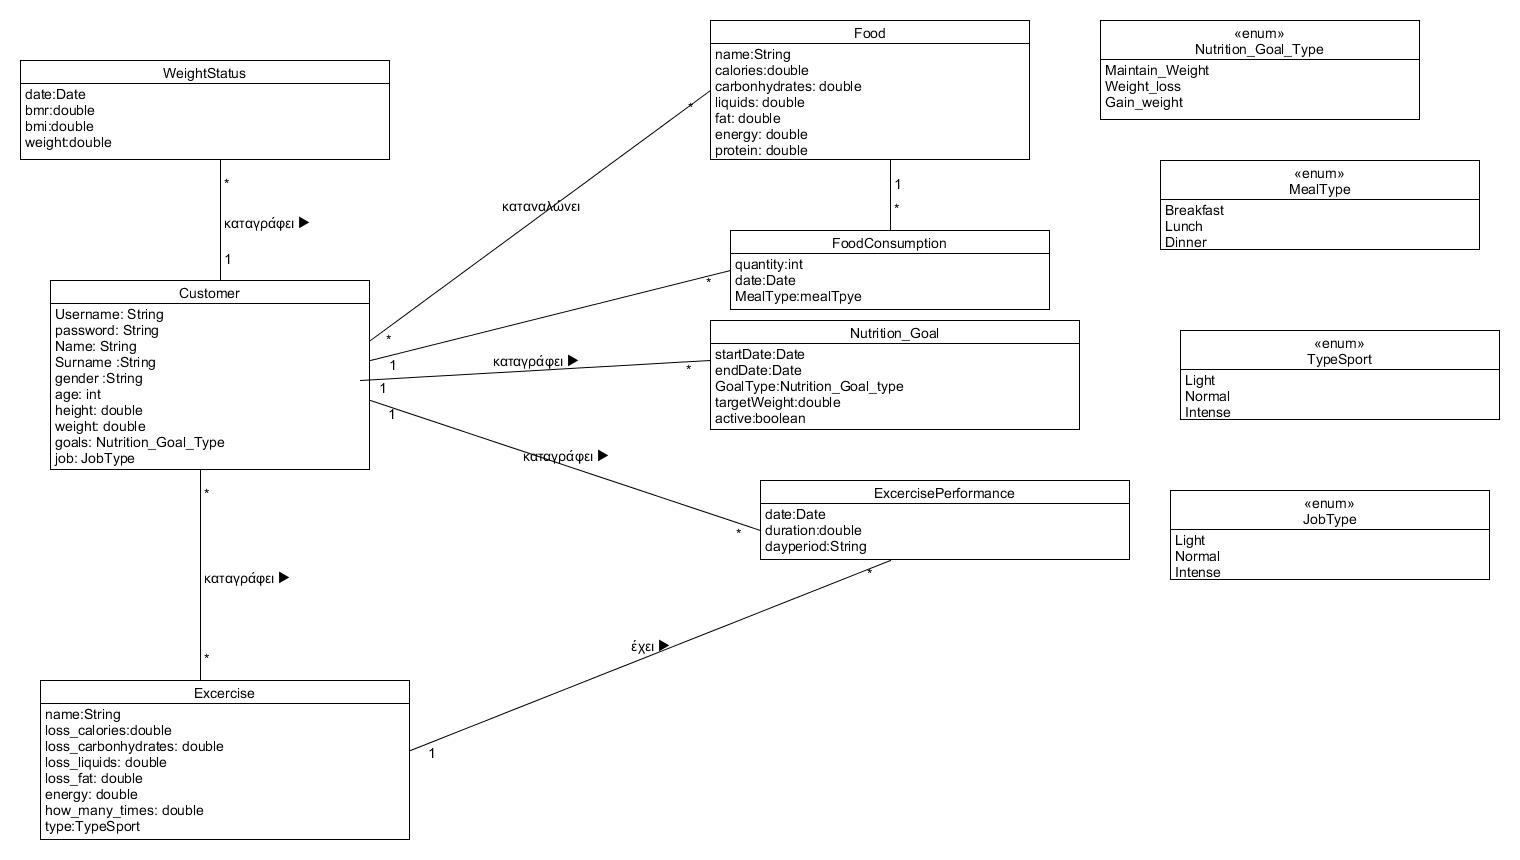 WeightStatus
date:Date
bmr:double
bmi:double
weight:double
*
καταγράφει ▶
1
Customer
Username: String
password: String
Name: String
Surname :String
gender :String
age: int
height: double
weight: double
goals: Nutrition_Goal_Type
job: JobType
*
καταγράφει ▶
*
Excercise
name:String
loss_calories:double
loss_carbonhydrates: double
loss_liquids: double
loss_fat: double
energy: double
how_many_times: double
type:TypeSport
*
καταναλώνει
*
1
*
1
καταγράφει ▶
*
1
καταγράφει ▶
*
1
έχει ▶
*
Food
name:String
calories:double
carbonhydrates: double
liquids: double
fat: double
energy: double
protein: double
1
*
FoodConsumption
quantity:int
date:Date
MealType:mealTpye
Nutrition_Goal
startDate:Date
endDate:Date
GoalType:Nutrition_Goal_type
targetWeight:double
active:boolean
ExcercisePerformance
date:Date
duration:double
dayperiod:String
«enum»
Nutrition_Goal_Type
Maintain_Weight
Weight_loss
Gain_weight
«enum»
MealType
Breakfast
Lunch
Dinner
«enum»
TypeSport
Light
Normal
Intense
«enum»
JobType
Light
Normal
Intense